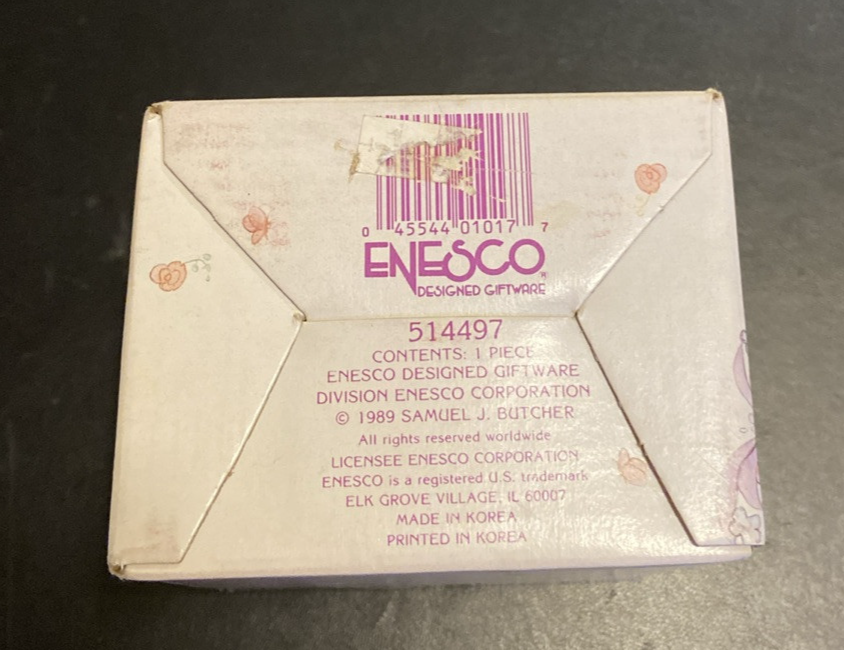 0 45544 01017 7
ENESCO®
DESIGNED GIFTWARE
514497
CONTENTS: 1 PIECE
ENESCO DESIGNED GIFTWARE
DIVISION ENESCO CORPORATION
© 1989 SAMUEL J. BUTCHER
All rights reserved worldwide
LICENSEE ENESCO CORPORATION
ENESCO is a registered U.S. trademark
ELK GROVE VILLAGE, IL 60007
MADE IN KOREA
PRINTED IN KOREA